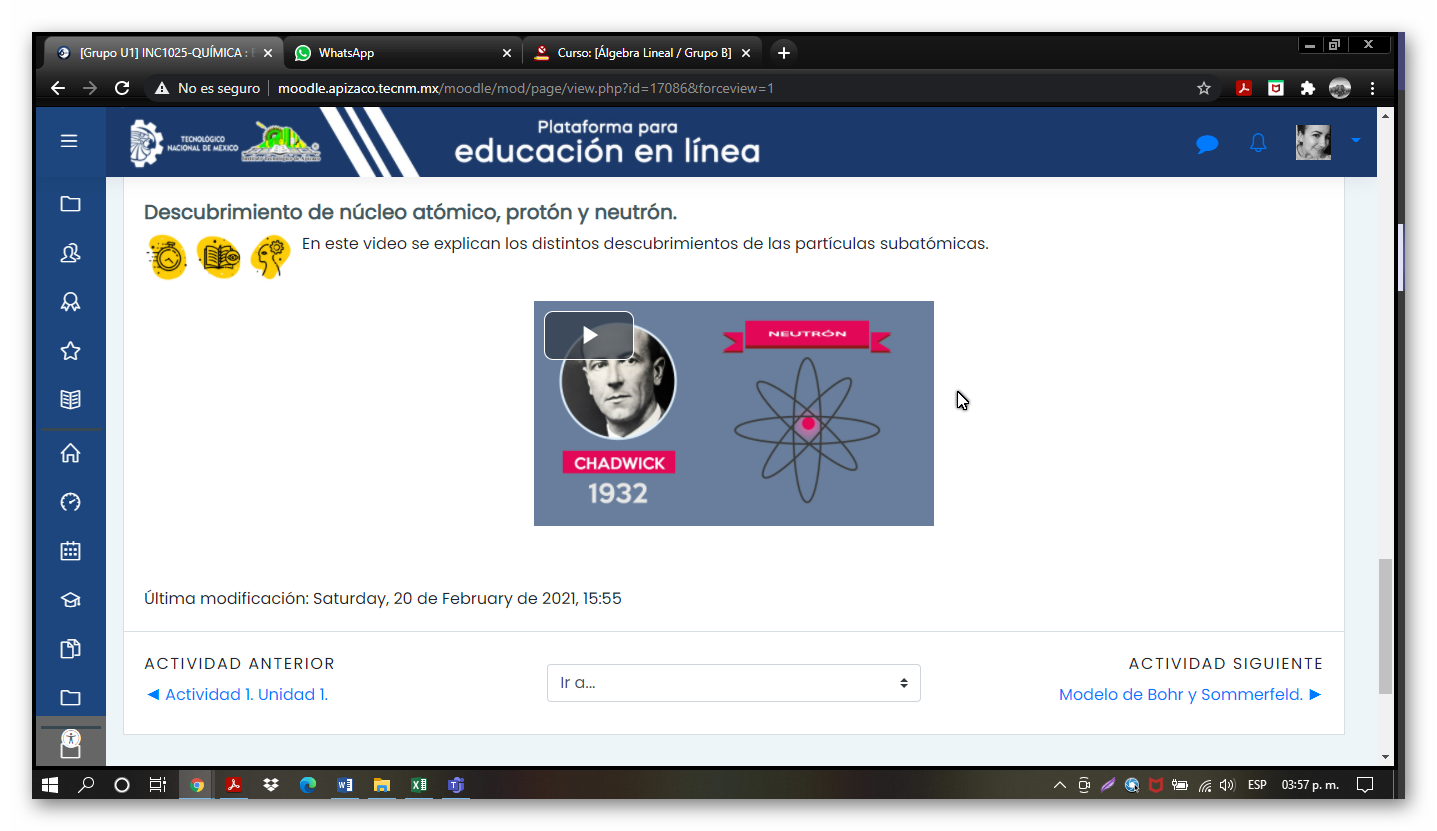 [Grupo U1] INC1025-QUÍMICA :
WhatsApp
Curso: [Álgebra Lineal / Grupo B]
No es seguro
moodle.apizaco.tecnm.mx/moodle/mod/page/view.php?id=17086&forceview=1
TECNOLÓGICO
NACIONAL DE MÉXICO
Plataforma para
educación en línea
Descubrimiento de núcleo atómico, protón y neutrón.
En este video se explican los distintos descubrimientos de las partículas subatómicas.
NEUTRÓN
CHADWICK
1932
Última modificación: Saturday, 20 de February de 2021, 15:55
ACTIVIDAD ANTERIOR
◄ Actividad 1. Unidad 1.
Ir a...
ACTIVIDAD SIGUIENTE
Modelo de Bohr y Sommerfeld. ►
ESP
03:57 p. m.